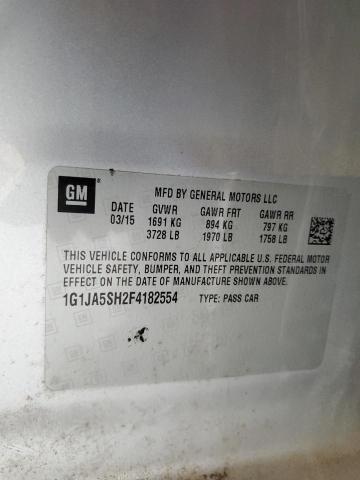 GM
MFD BY GENERAL MOTORS LLC
DATE GVWR GAWR FRT GAWR RR
03/15 1691 KG 894 KG 797 KG
3728 LB 1970 LB 1758 LB
THIS VEHICLE CONFORMS TO ALL APPLICABLE U.S. FEDERAL MOTOR
VEHICLE SAFETY, BUMPER, AND THEFT PREVENTION STANDARDS IN
EFFECT ON THE DATE OF MANUFACTURE SHOWN ABOVE.
1G1JA5SH2F4182554 TYPE: PASS CAR